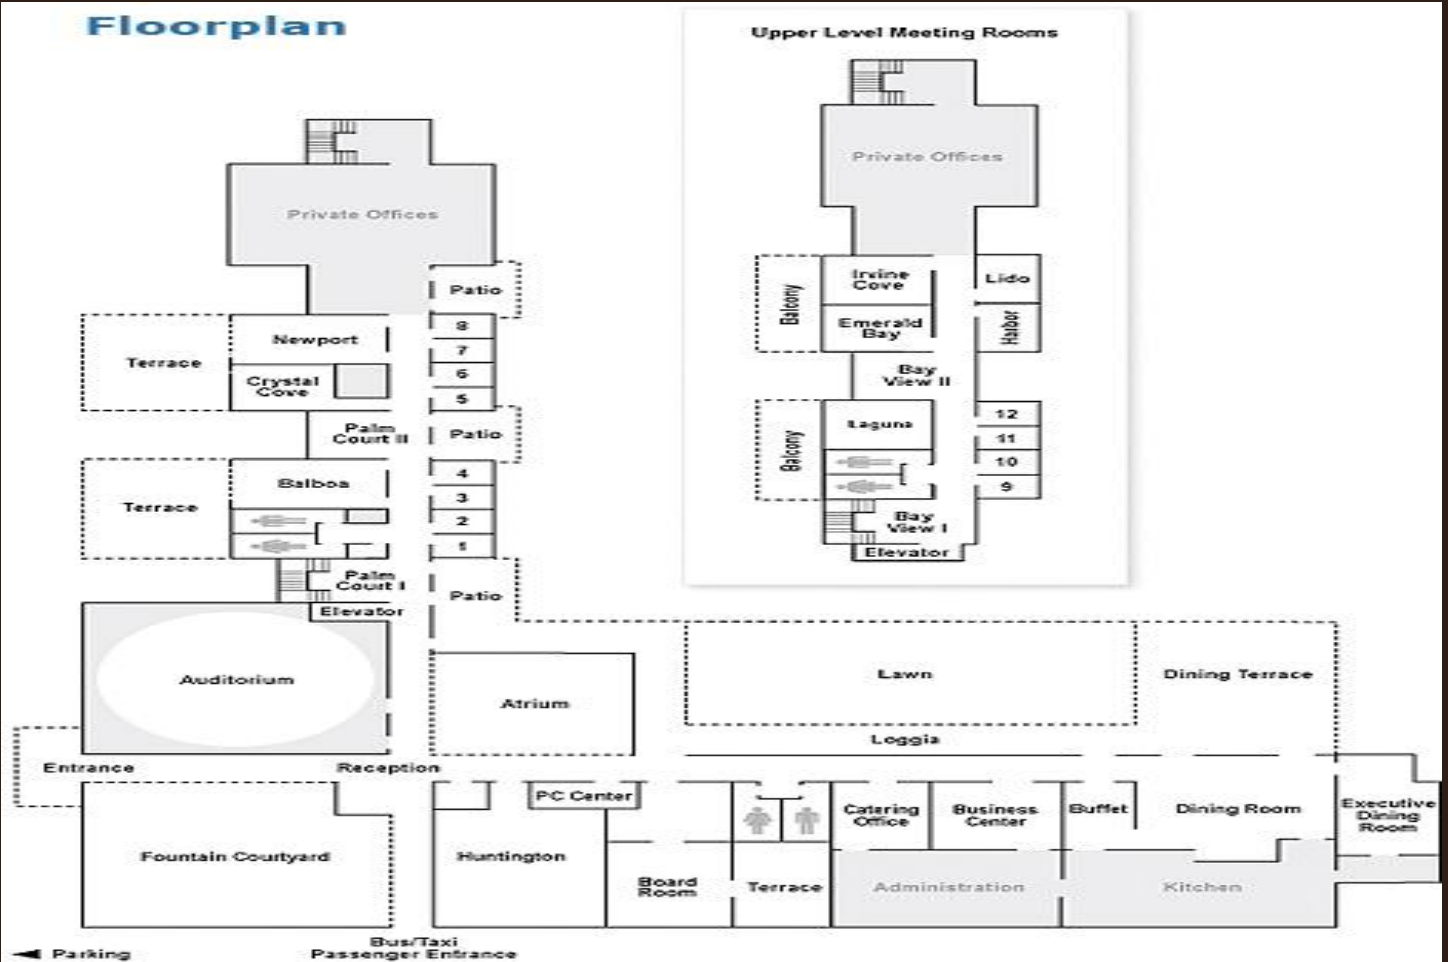 Floorplan
Upper Level Meeting Rooms
Private Offices
Patio
8
Newport
7
Terrace
6
Crystal
Cove
5
Palm
Court II
Patio
4
Balboa
3
Terrace
2
1
Palm
Court I
Patio
Elevator
Auditorium
Atrium
Entrance
Reception
Private Offices
Balcony
Irvine
Cove
Lido
Emerald
Bay
Harbor
Bay
View II
Balcony
Laguna
12
11
10
9
Bay
View I
Elevator
Lawn
Dining Terrace
Loggia
PC Center
Catering
Office
Business
Center
Buffet
Dining Room
Executive
Dining
Room
Fountain Courtyard
Huntington
Board
Room
Terrace
Administration
Kitchen
Parking
Bus/Taxi
Passenger Entrance